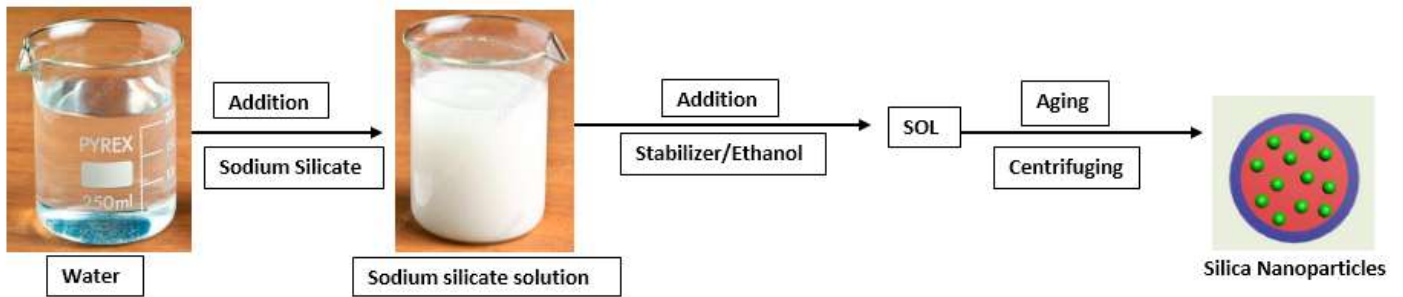 PYREX
250ml
Water
Addition
Sodium Silicate
Sodium silicate solution
Addition
Stabilizer/Ethanol
SOL
Aging
Centrifuging
Silica Nanoparticles